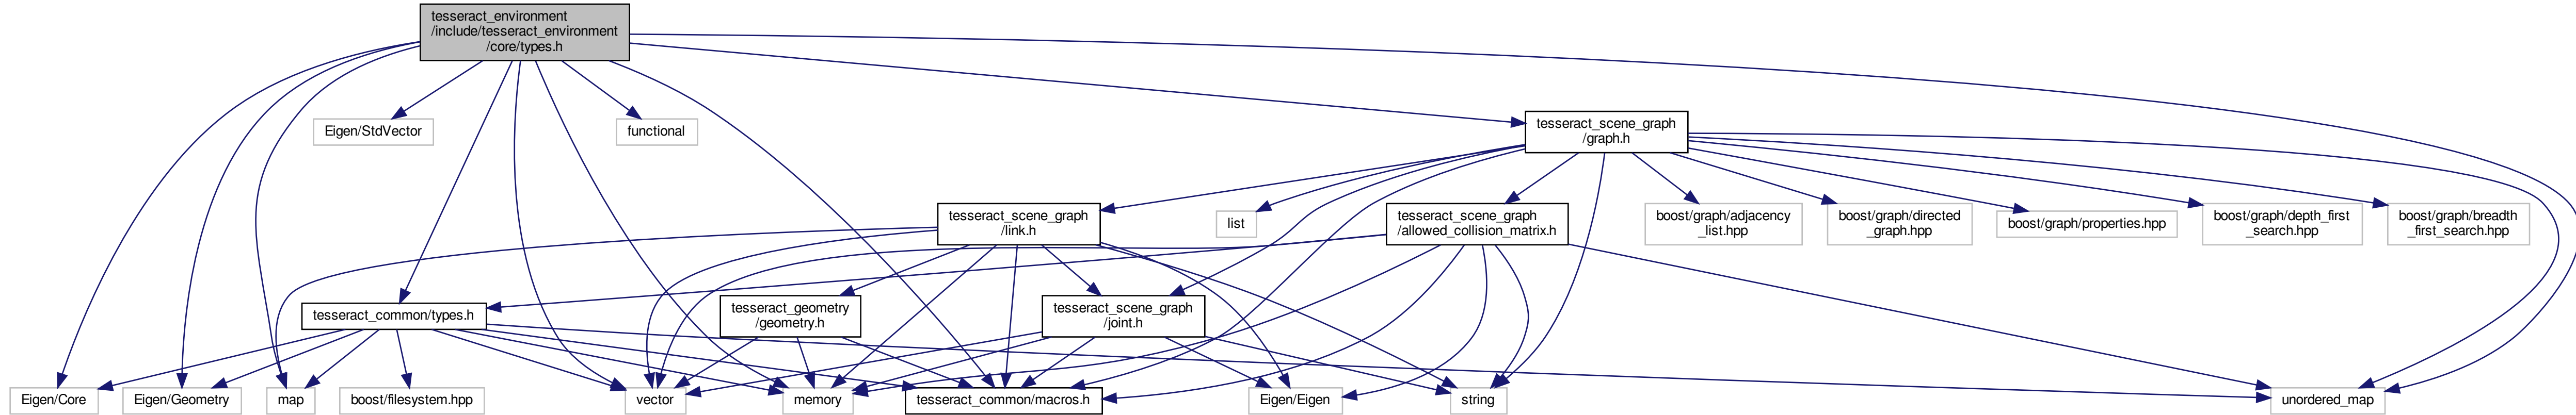 tesseract_environment
/include/tesseract_environment
/core/types.h
Eigen/StdVector
functional
tesseract_scene_graph
/graph.h
tesseract_scene_graph
/link.h
list
tesseract_scene_graph
/allowed_collision_matrix.h
boost/graph/adjacency
_list.hpp
boost/graph/directed
_graph.hpp
boost/graph/properties.hpp
boost/graph/depth_first
_search.hpp
boost/graph/breadth
_first_search.hpp
tesseract_common/types.h
tesseract_geometry
/geometry.h
tesseract_scene_graph
/joint.h
Eigen/Core
Eigen/Geometry
map
boost/filesystem.hpp
vector
memory
tesseract_common/macros.h
Eigen/Eigen
string
unordered_map